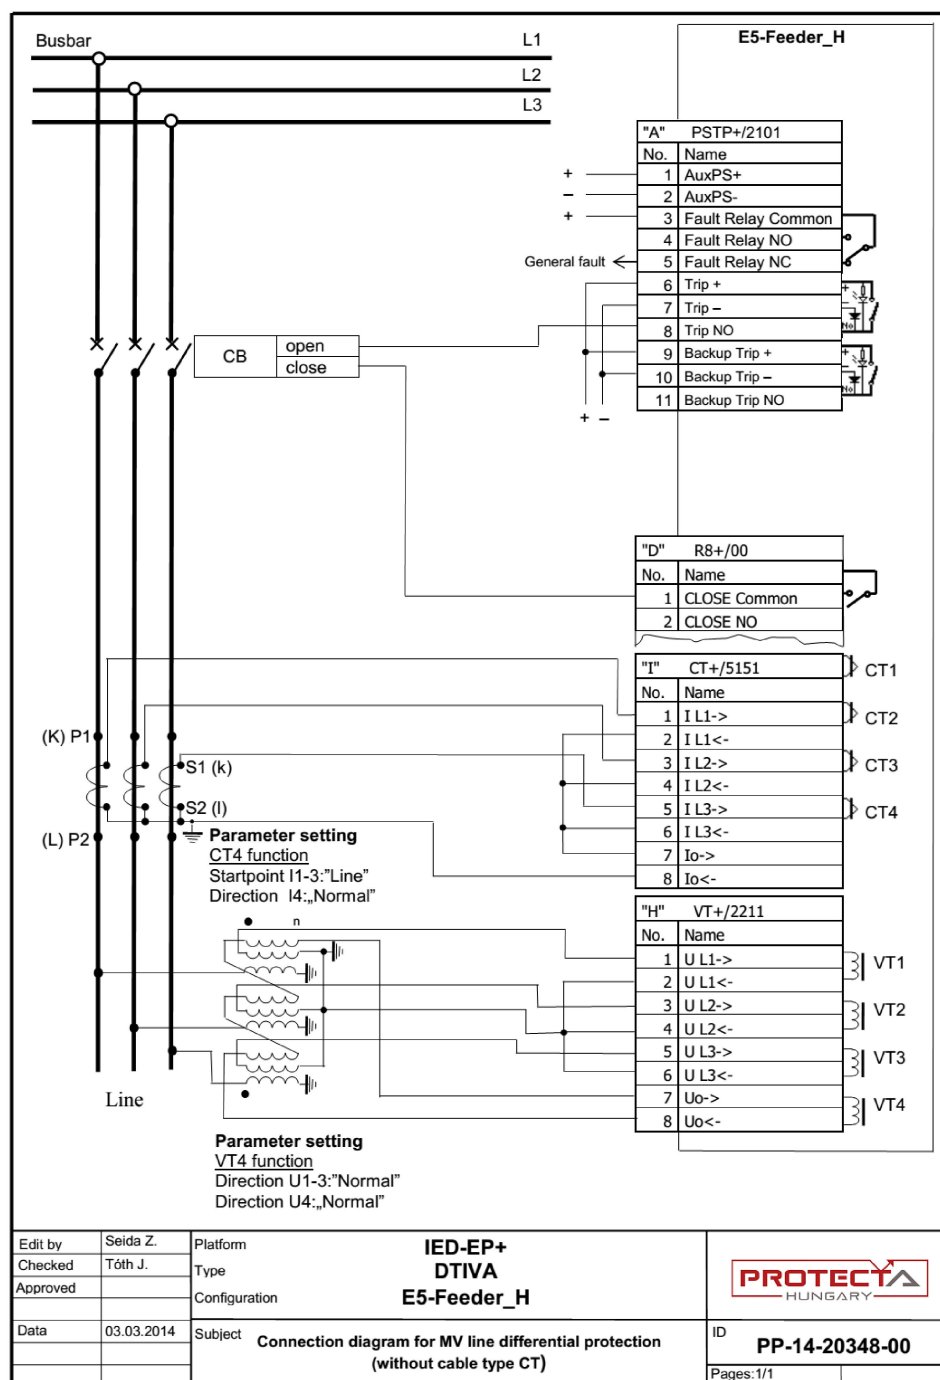 Busbar
L1
L2
L3
E5-Feeder_H
"A" PSTP+/2101
No. Name
+ 1 AuxPS+
– 2 AuxPS-
+ 3 Fault Relay Common
4 Fault Relay NO
General fault 5 Fault Relay NC
6 Trip +
7 Trip –
8 Trip NO
9 Backup Trip +
10 Backup Trip –
11 Backup Trip NO
+ –
CB open
close
"D" R8+/00
No. Name
1 CLOSE Common
2 CLOSE NO
"I" CT+/5151
No. Name
1 I L1->
2 I L1<-
3 I L2->
4 I L2<-
5 I L3->
6 I L3<-
7 Io->
8 Io<-
CT1
CT2
CT3
CT4
(K) P1
S1 (k)
S2 (l)
(L) P2
Parameter setting
CT4 function
Startpoint I1-3:"Line"
Direction I4:„Normal”
n
"H" VT+/2211
No. Name
1 U L1->
2 U L1<-
3 U L2->
4 U L2<-
5 U L3->
6 U L3<-
7 Uo->
8 Uo<-
VT1
VT2
VT3
VT4
Line
Parameter setting
VT4 function
Direction U1-3:"Normal”
Direction U4:„Normal”
Edit by Seida Z.
Checked Tóth J.
Approved
Data 03.03.2014
Platform IED-EP+
Type DTIVA
Configuration E5-Feeder_H
Subject Connection diagram for MV line differential protection
(without cable type CT)
PROTECTA
HUNGARY
ID
PP-14-20348-00
Pages:1/1